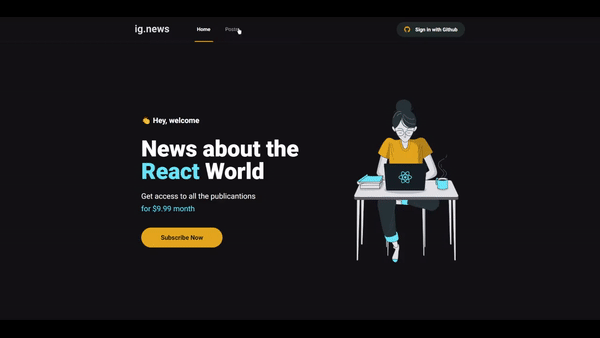 ig.news
Home
Posts
Sign in with Github
👏 Hey, welcome
News about the
React World
Get access to all the publicantions
for $9.99 month
Subscribe Now